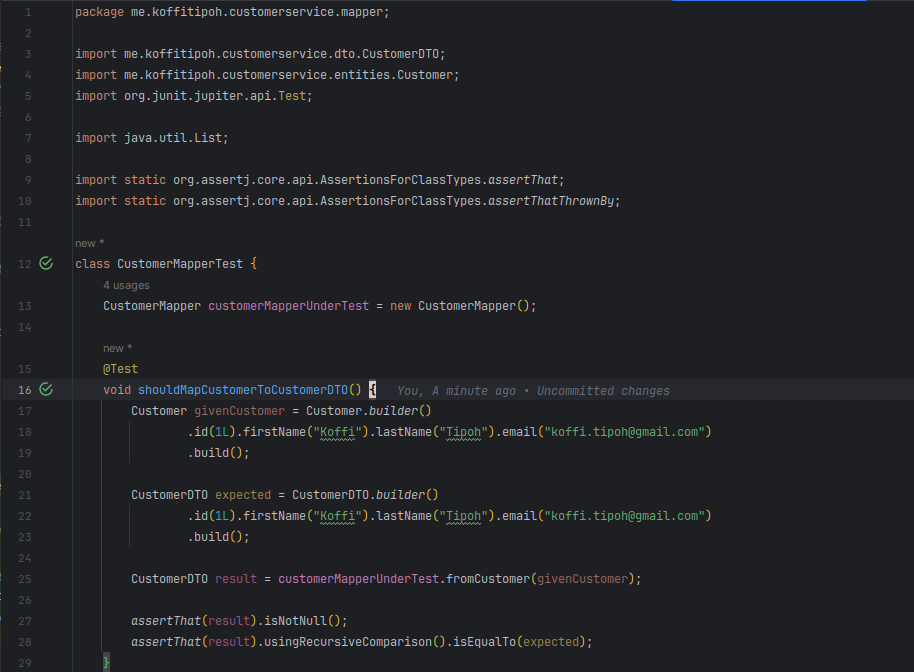 1 package me.koffitipoh.customerservice.mapper;
2
3 import me.koffitipoh.customerservice.dto.CustomerDTO;
4 import me.koffitipoh.customerservice.entities.Customer;
5 import org.junit.jupiter.api.Test;
6
7 import java.util.List;
8
9 import static org.assertj.core.api.AssertionsForClassTypes.assertThat;
10 import static org.assertj.core.api.AssertionsForClassTypes.assertThatThrownBy;
11
new *
12 class CustomerMapperTest {
4 usages
13 CustomerMapper customerMapperUnderTest = new CustomerMapper();
14
new *
15 @Test
16 void shouldMapCustomerToCustomerDTO() { You, A minute ago • Uncommitted changes
17 Customer givenCustomer = Customer.builder()
18 .id(1L).firstName("Koffi").lastName("Tipoh").email("koffi.tipoh@gmail.com")
19 .build();
20
21 CustomerDTO expected = CustomerDTO.builder()
22 .id(1L).firstName("Koffi").lastName("Tipoh").email("koffi.tipoh@gmail.com")
23 .build();
24
25 CustomerDTO result = customerMapperUnderTest.fromCustomer(givenCustomer);
26
27 assertThat(result).isNotNull();
28 assertThat(result).usingRecursiveComparison().isEqualTo(expected);
29 }